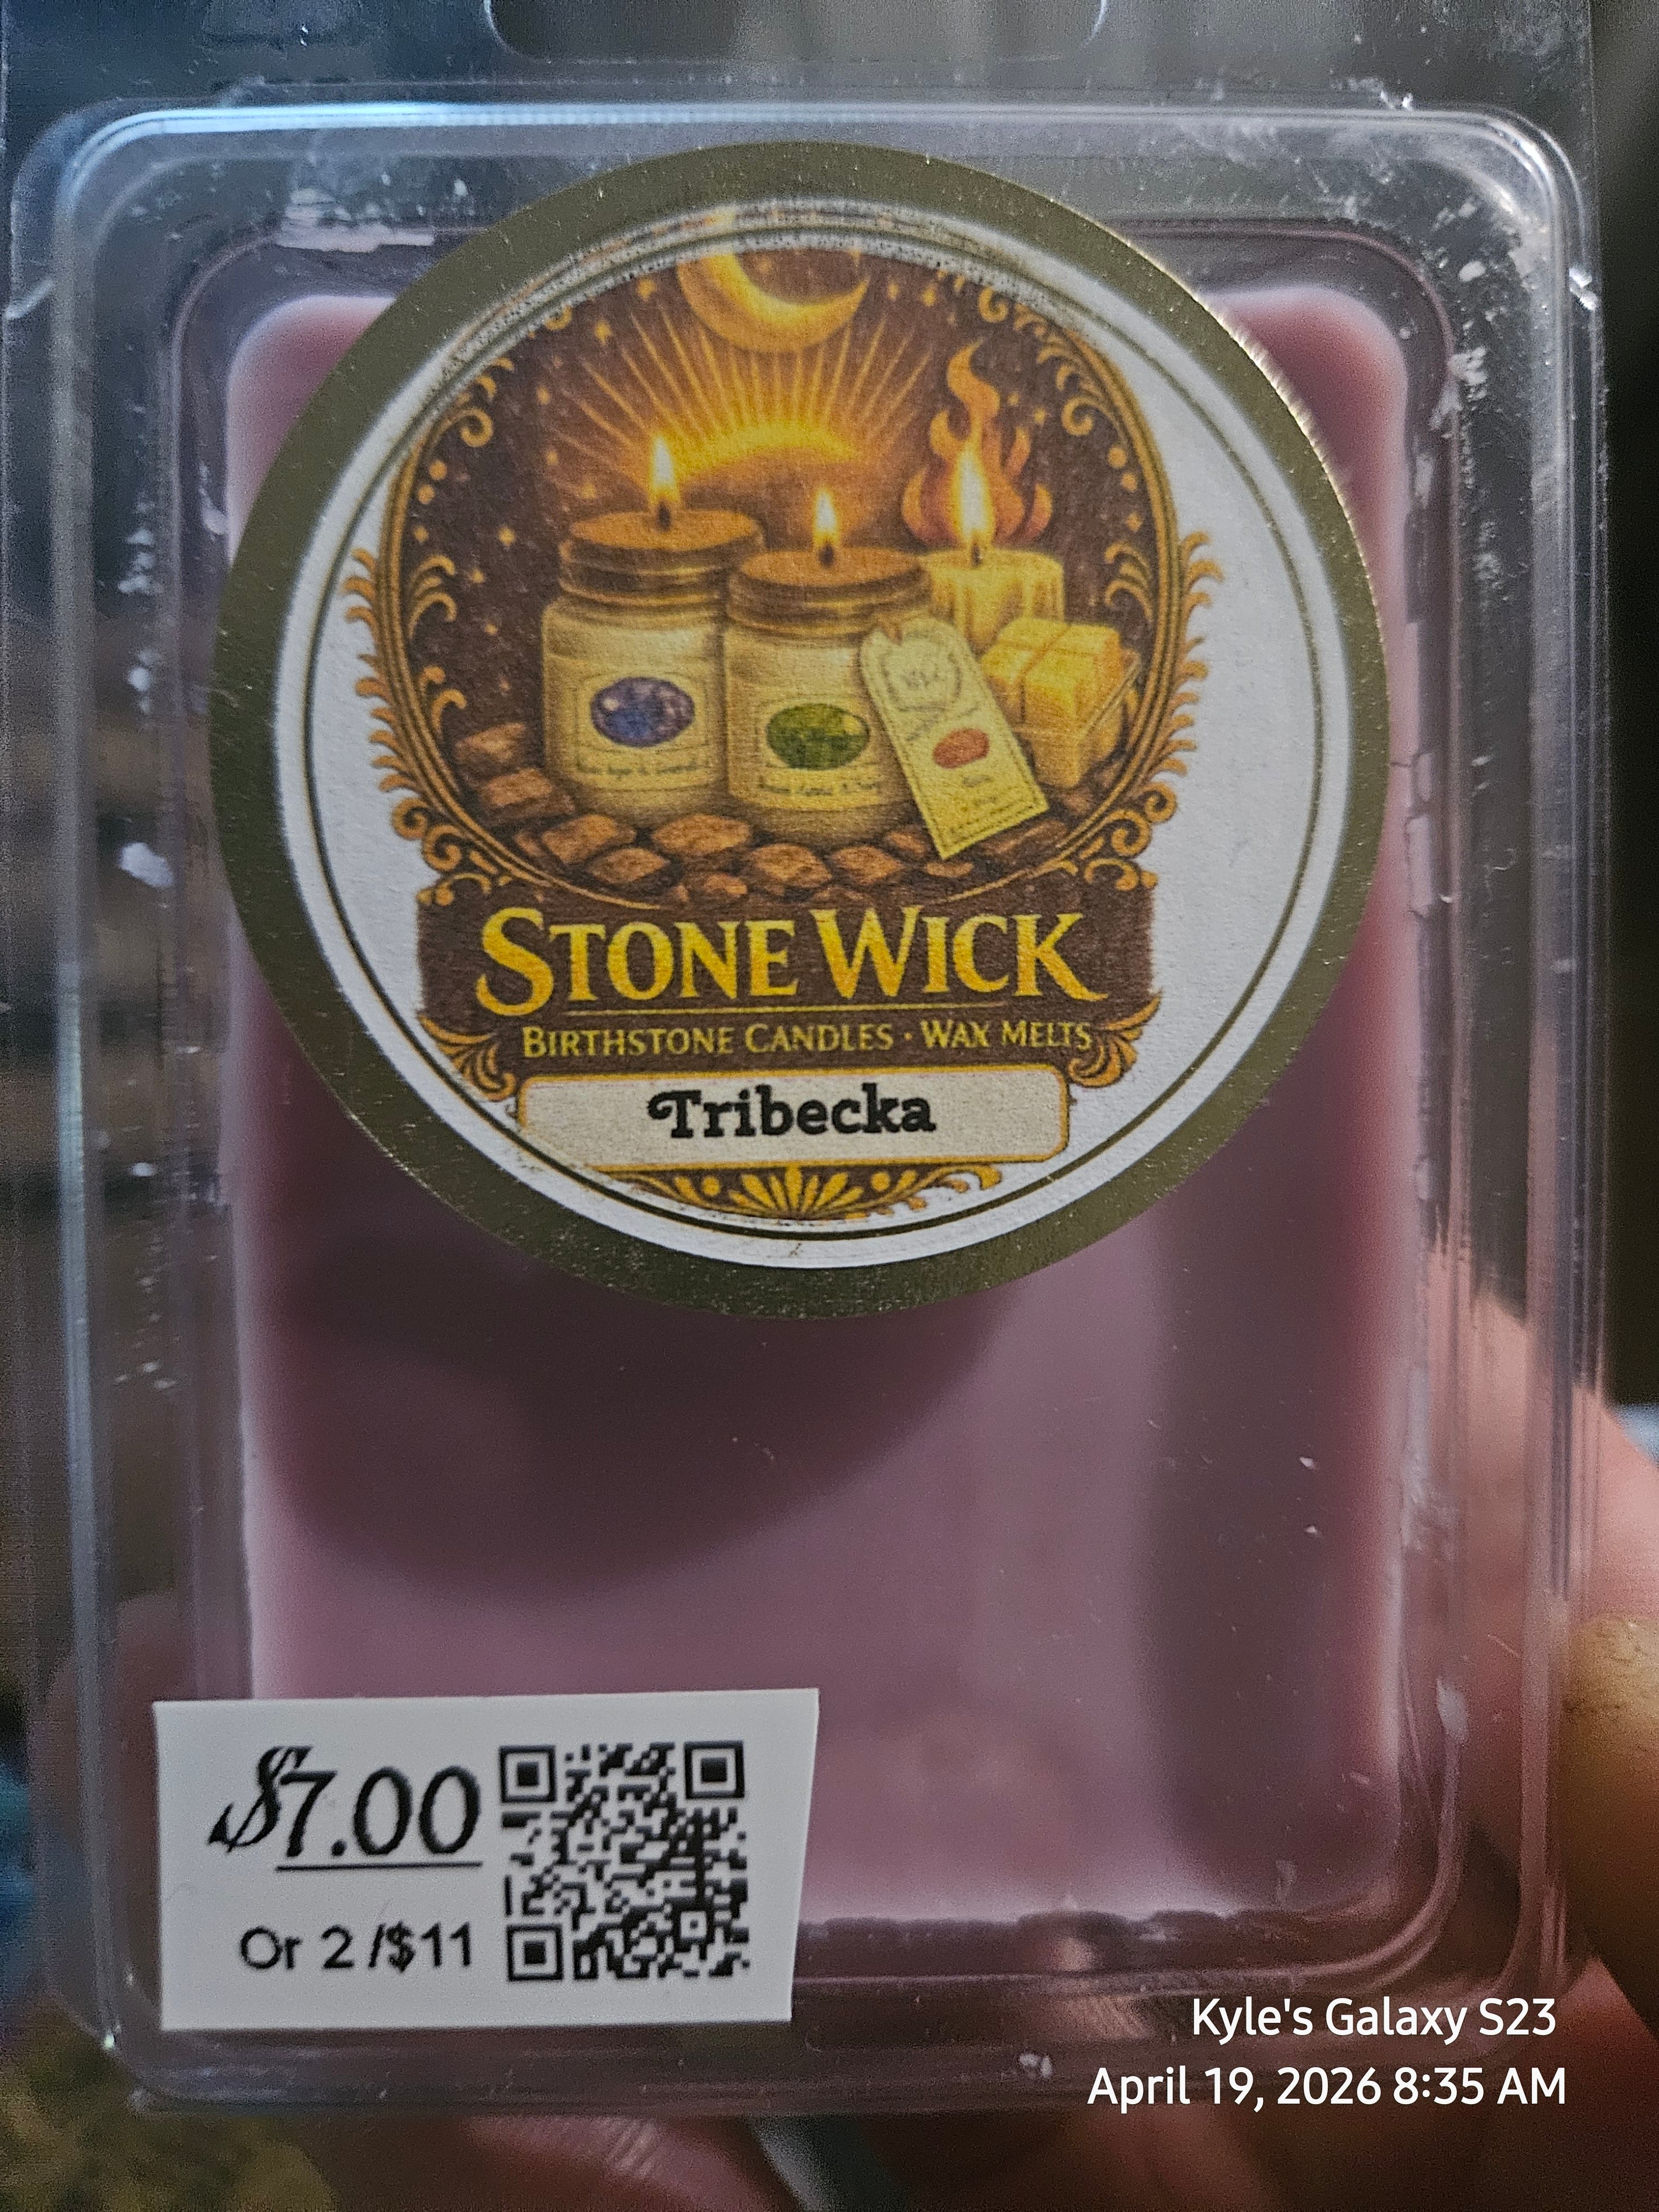 STONE WICK
BIRTHSTONE CANDLES · WAX MELTS
Tribecka
$7.00
Or 2 /$11
Kyle's Galaxy S23
April 19, 2026 8:35 AM